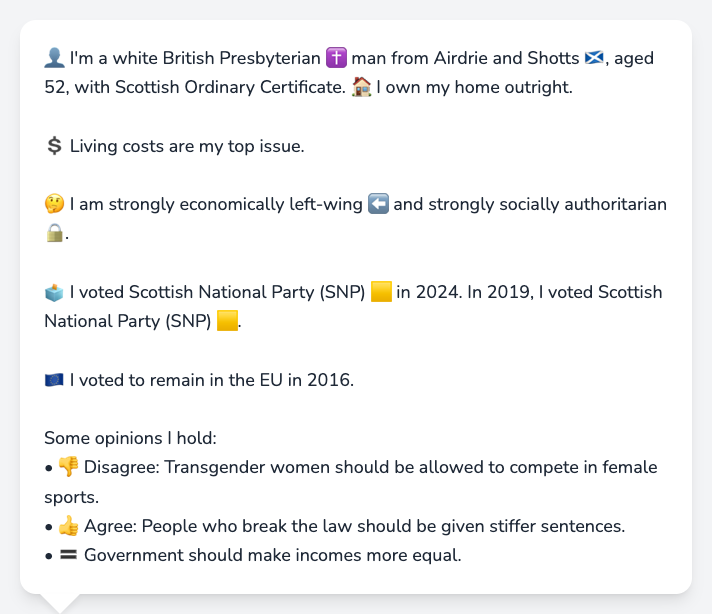 👤 I'm a white British Presbyterian ✝️ man from Airdrie and Shotts 🏴󠁧󠁢󠁳󠁣󠁴󠁿, aged
52, with Scottish Ordinary Certificate. 🏠 I own my home outright.
💲 Living costs are my top issue.
🤔 I am strongly economically left-wing ⬅️ and strongly socially authoritarian
🔒.
🗳️ I voted Scottish National Party (SNP) 🟨 in 2024. In 2019, I voted Scottish
National Party (SNP) 🟨.
🇪🇺 I voted to remain in the EU in 2016.
Some opinions I hold:
• 👎 Disagree: Transgender women should be allowed to compete in female
sports.
• 👍 Agree: People who break the law should be given stiffer sentences.
• 🟰 Government should make incomes more equal.